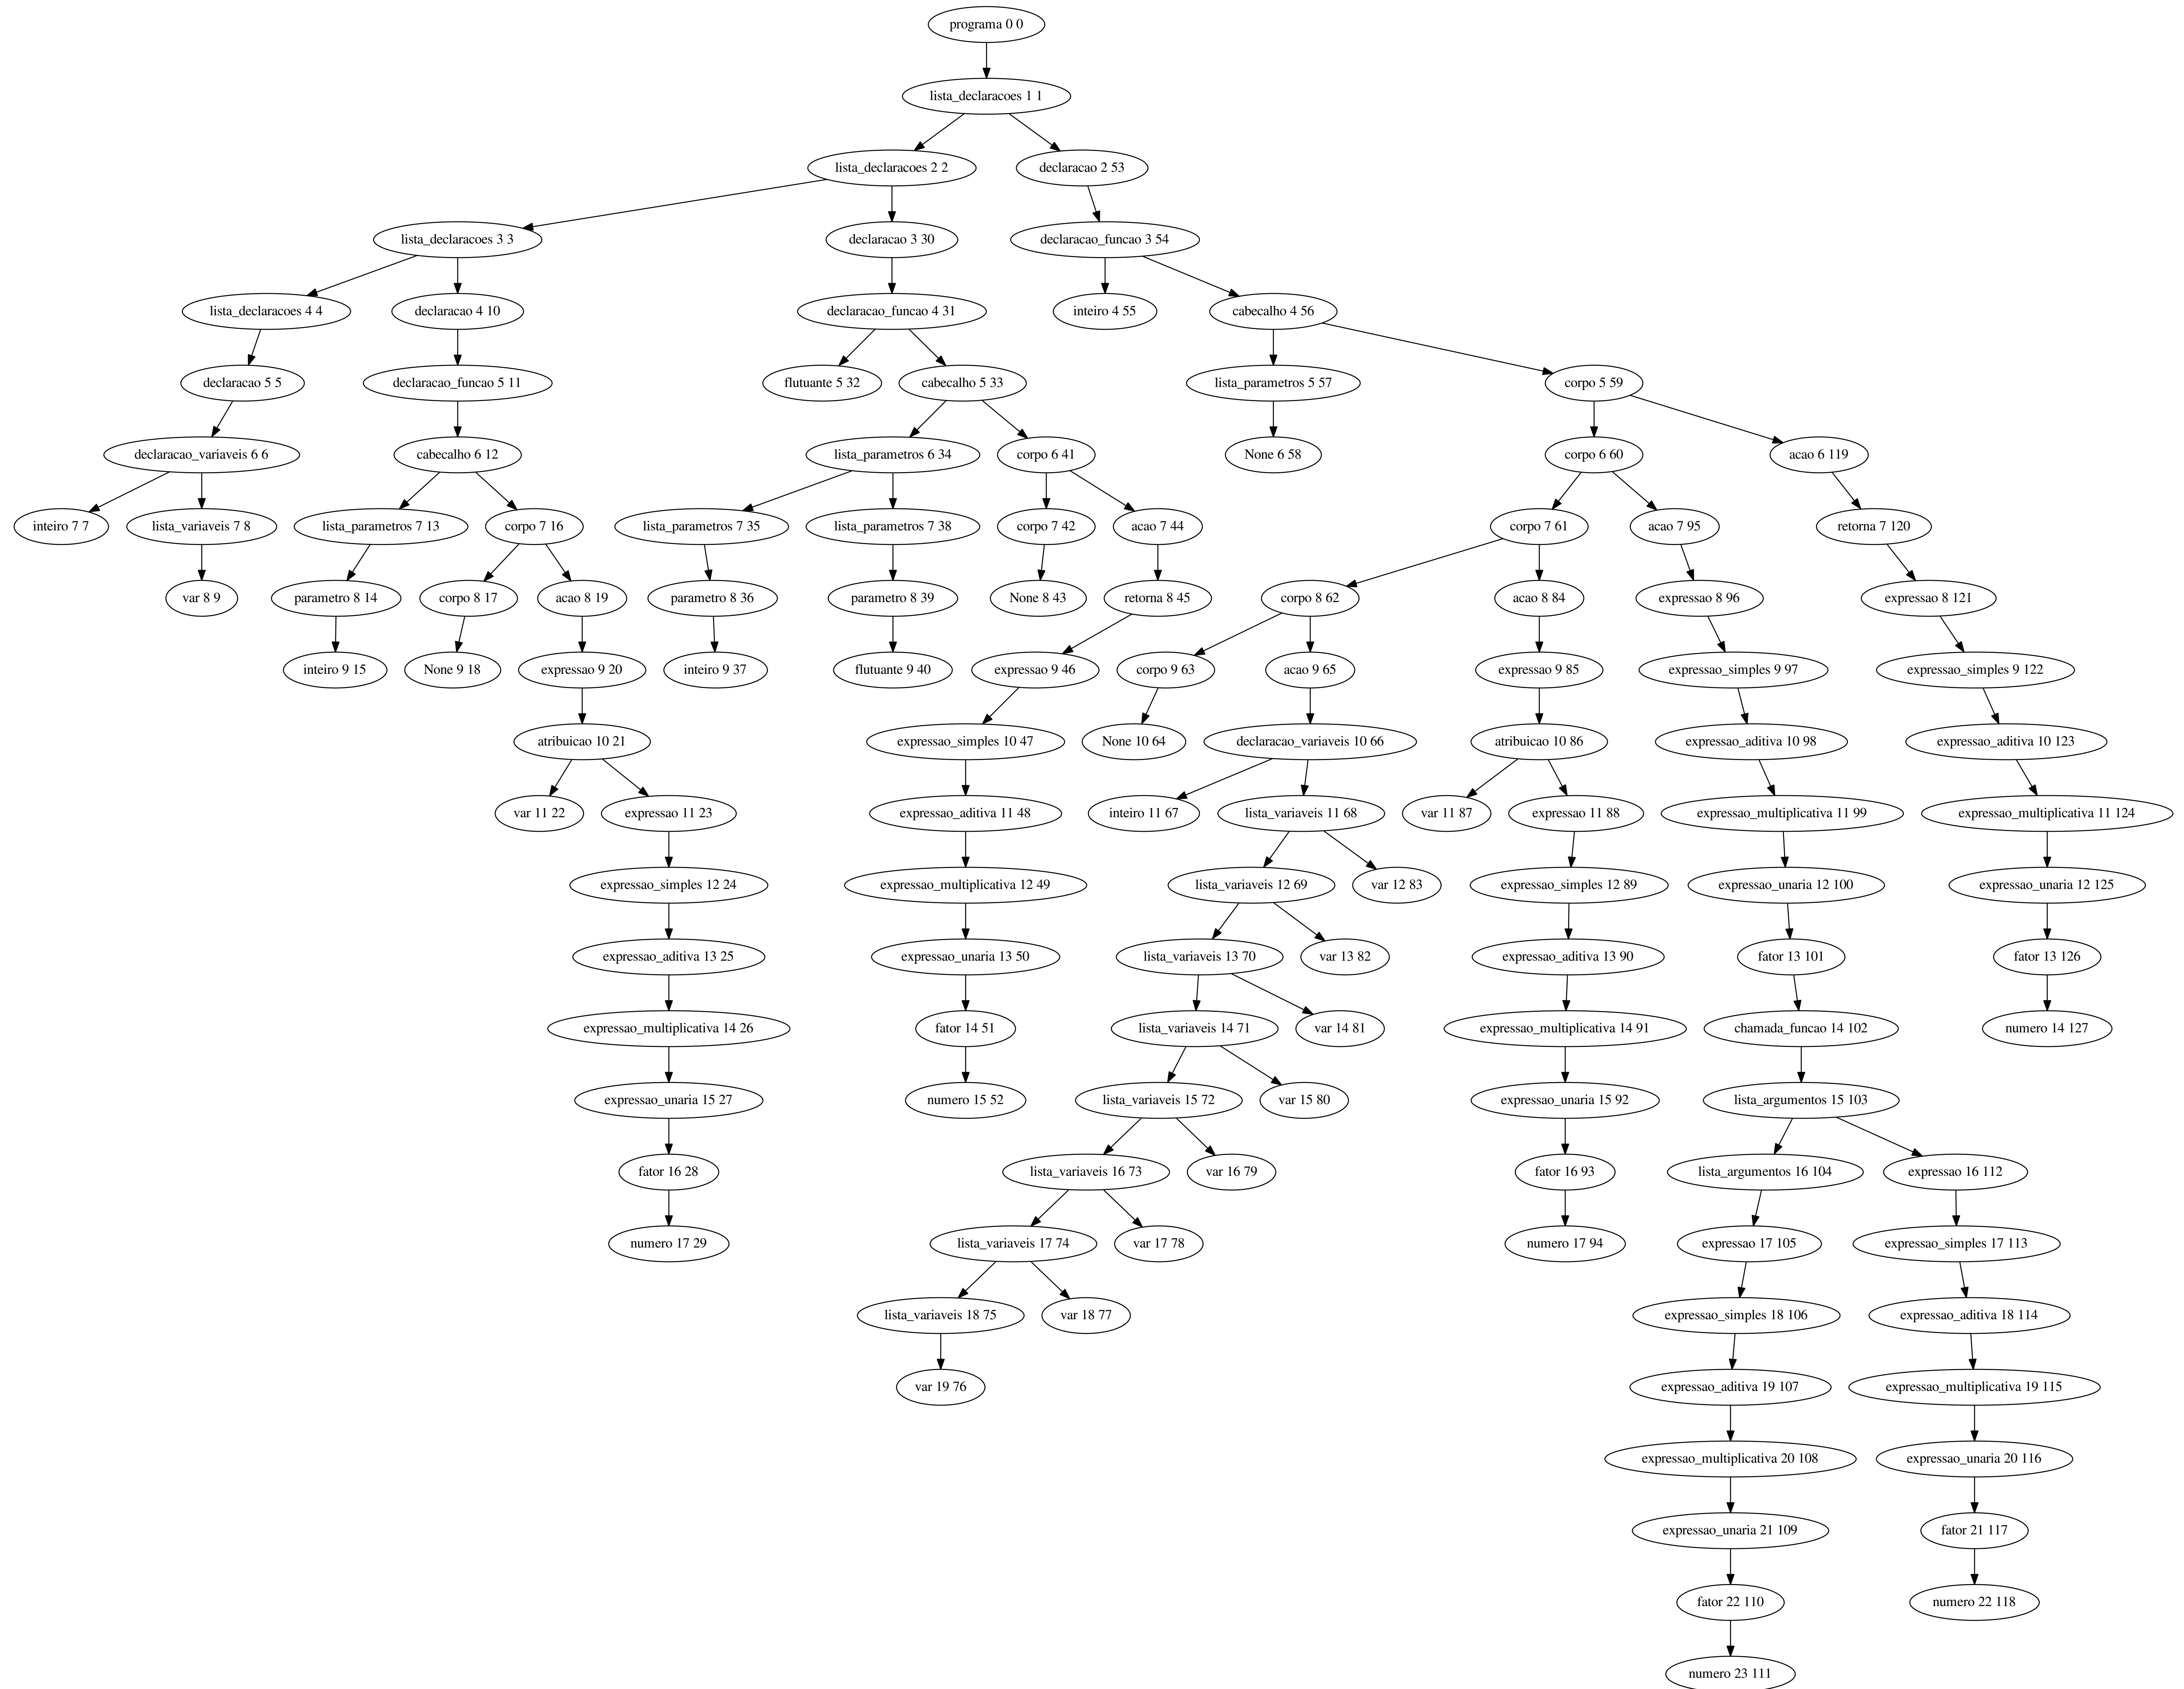 programa 0 0
lista_declaracoes 1 1
lista_declaracoes 2 2
declaracao 2 53
lista_declaracoes 3 3
declaracao 3 30
declaracao_funcao 3 54
lista_declaracoes 4 4
declaracao 4 10
declaracao_funcao 4 31
inteiro 4 55
cabecalho 4 56
declaracao 5 5
declaracao_funcao 5 11
flutuante 5 32
cabecalho 5 33
lista_parametros 5 57
corpo 5 59
declaracao_variaveis 6 6
cabecalho 6 12
lista_parametros 6 34
corpo 6 41
None 6 58
corpo 6 60
acao 6 119
inteiro 7 7
lista_variaveis 7 8
lista_parametros 7 13
corpo 7 16
lista_parametros 7 35
lista_parametros 7 38
corpo 7 42
acao 7 44
corpo 7 61
acao 7 95
retorna 7 120
var 8 9
parametro 8 14
corpo 8 17
acao 8 19
parametro 8 36
parametro 8 39
None 8 43
retorna 8 45
corpo 8 62
acao 8 84
expressao 8 96
expressao 8 121
inteiro 9 15
None 9 18
expressao 9 20
inteiro 9 37
flutuante 9 40
expressao 9 46
corpo 9 63
acao 9 65
expressao 9 85
expressao_simples 9 97
expressao_simples 9 122
atribuicao 10 21
expressao_simples 10 47
None 10 64
declaracao_variaveis 10 66
atribuicao 10 86
expressao_aditiva 10 98
expressao_aditiva 10 123
var 11 22
expressao 11 23
expressao_aditiva 11 48
inteiro 11 67
lista_variaveis 11 68
var 11 87
expressao 11 88
expressao_multiplicativa 11 99
expressao_multiplicativa 11 124
expressao_simples 12 24
expressao_multiplicativa 12 49
lista_variaveis 12 69
var 12 83
expressao_simples 12 89
expressao_unaria 12 100
expressao_unaria 12 125
expressao_aditiva 13 25
expressao_unaria 13 50
lista_variaveis 13 70
var 13 82
expressao_aditiva 13 90
fator 13 101
fator 13 126
expressao_multiplicativa 14 26
fator 14 51
lista_variaveis 14 71
var 14 81
expressao_multiplicativa 14 91
chamada_funcao 14 102
numero 14 127
expressao_unaria 15 27
numero 15 52
lista_variaveis 15 72
var 15 80
expressao_unaria 15 92
lista_argumentos 15 103
fator 16 28
lista_variaveis 16 73
var 16 79
fator 16 93
lista_argumentos 16 104
expressao 16 112
numero 17 29
lista_variaveis 17 74
var 17 78
numero 17 94
expressao 17 105
expressao_simples 17 113
lista_variaveis 18 75
var 18 77
expressao_simples 18 106
expressao_aditiva 18 114
var 19 76
expressao_aditiva 19 107
expressao_multiplicativa 19 115
expressao_multiplicativa 20 108
expressao_unaria 20 116
expressao_unaria 21 109
fator 21 117
fator 22 110
numero 22 118
numero 23 111